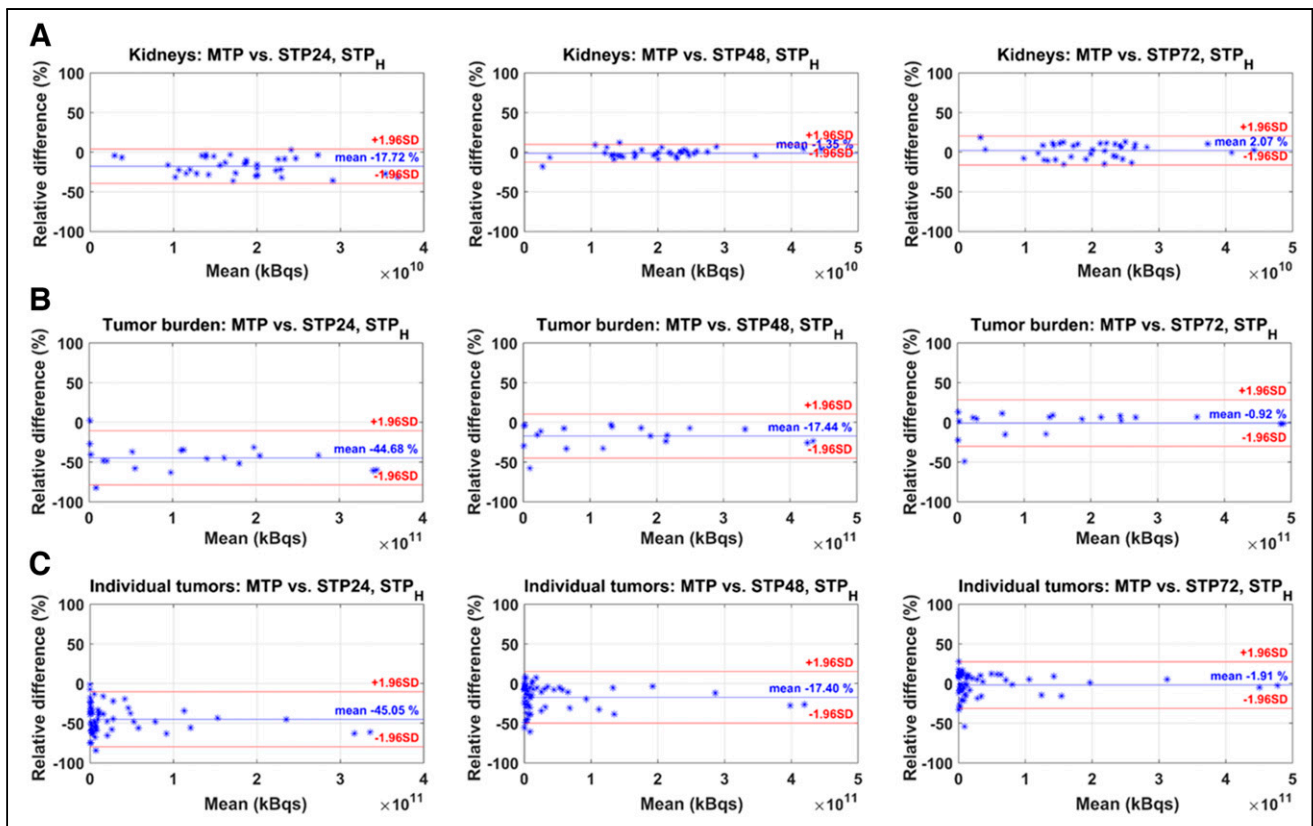 A
Kidneys: MTP vs. STP24, STP_H
Relative difference (%)
100
50
0
-50
-100
+1.96SD
mean -17.72 %
-1.96SD
0 1 2 3 4
Mean (kBqs)
×10^10
Kidneys: MTP vs. STP48, STP_H
Relative difference (%)
100
50
0
-50
-100
+1.96SD
mean -1.35 %
-1.96SD
0 1 2 3 4 5
Mean (kBqs)
×10^10
Kidneys: MTP vs. STP72, STP_H
Relative difference (%)
100
50
0
-50
-100
+1.96SD
mean 2.07 %
-1.96SD
0 1 2 3 4 5
Mean (kBqs)
×10^10
B
Tumor burden: MTP vs. STP24, STP_H
Relative difference (%)
100
50
0
-50
-100
+1.96SD
mean -44.68 %
-1.96SD
0 1 2 3 4
Mean (kBqs)
×10^11
Tumor burden: MTP vs. STP48, STP_H
Relative difference (%)
100
50
0
-50
-100
+1.96SD
mean -17.44 %
-1.96SD
0 1 2 3 4 5
Mean (kBqs)
×10^11
Tumor burden: MTP vs. STP72, STP_H
Relative difference (%)
100
50
0
-50
-100
+1.96SD
mean -0.92 %
-1.96SD
0 1 2 3 4 5
Mean (kBqs)
×10^11
C
Individual tumors: MTP vs. STP24, STP_H
Relative difference (%)
100
50
0
-50
-100
+1.96SD
mean -45.05 %
-1.96SD
0 1 2 3 4
Mean (kBqs)
×10^11
Individual tumors: MTP vs. STP48, STP_H
Relative difference (%)
100
50
0
-50
-100
+1.96SD
mean -17.40 %
-1.96SD
0 1 2 3 4 5
Mean (kBqs)
×10^11
Individual tumors: MTP vs. STP72, STP_H
Relative difference (%)
100
50
0
-50
-100
+1.96SD
mean -1.91 %
-1.96SD
0 1 2 3 4 5
Mean (kBqs)
×10^11